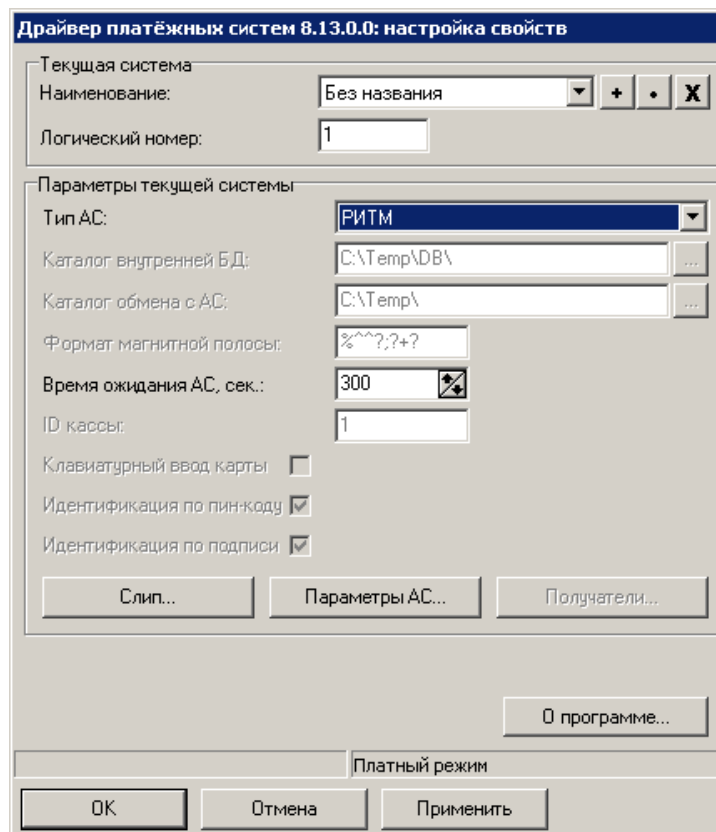 Драйвер платёжных систем 8.13.0.0: настройка свойств
Текущая система
Наименование: Без названия + • X
Логический номер: 1
Параметры текущей системы
Тип АС: РИТМ
Каталог внутренней БД: C:\Temp\DB\ ...
Каталог обмена с АС: C:\Temp\ ...
Формат магнитной полосы: %^^?;?+?
Время ожидания АС, сек.: 300
ID кассы: 1
Клавиатурный ввод карты
Идентификация по пин-коду
Идентификация по подписи
Слип... Параметры АС... Получатели...
О программе...
Платный режим
ОК Отмена Применить